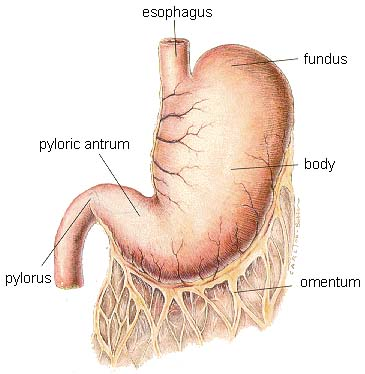 esophagus
fundus
pyloric antrum
body
pylorus
omentum